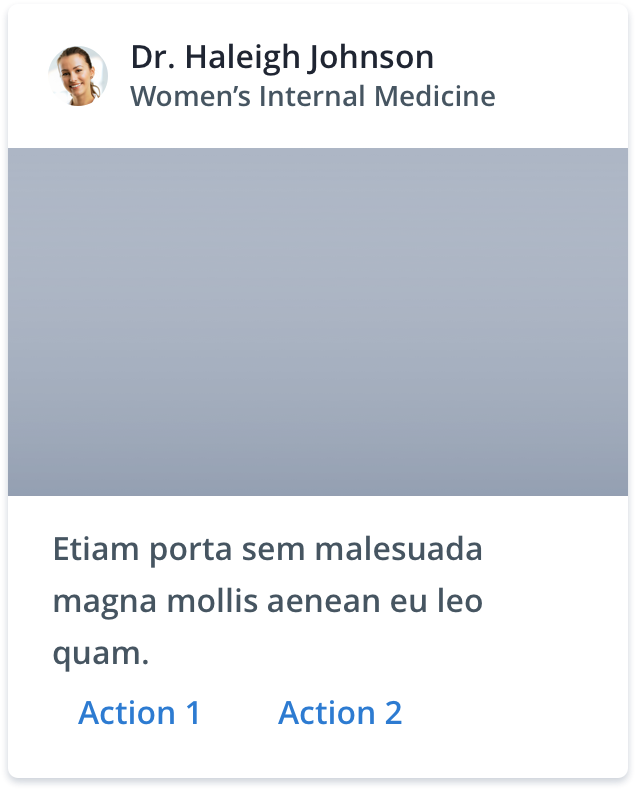 Dr. Haleigh Johnson
Women’s Internal Medicine
Etiam porta sem malesuada
magna mollis aenean eu leo
quam.
Action 1 Action 2